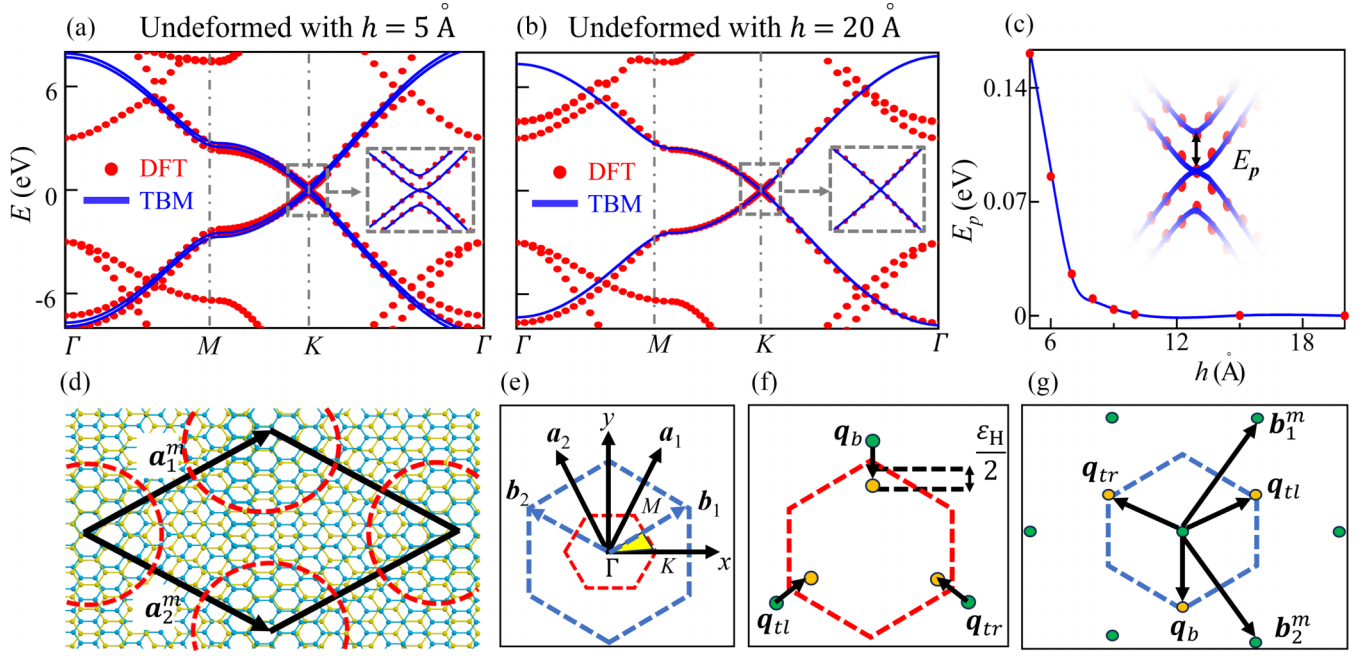 (a) Undeformed with h = 5 Å
(b) Undeformed with h = 20 Å
(c)
E (eV)
6
0
-6
DFT
TBM
Γ M K Γ
DFT
TBM
Γ M K Γ
E_p (eV)
0.14
0.07
0
E_p
6 12 18
h (Å)
(d)
a_1^m
a_2^m
(e)
y
a_2
a_1
b_2
b_1
M
Γ
K
x
(f)
q_b
ε_H
2
q_tl
q_tr
(g)
b_1^m
q_tr
q_tl
q_b
b_2^m